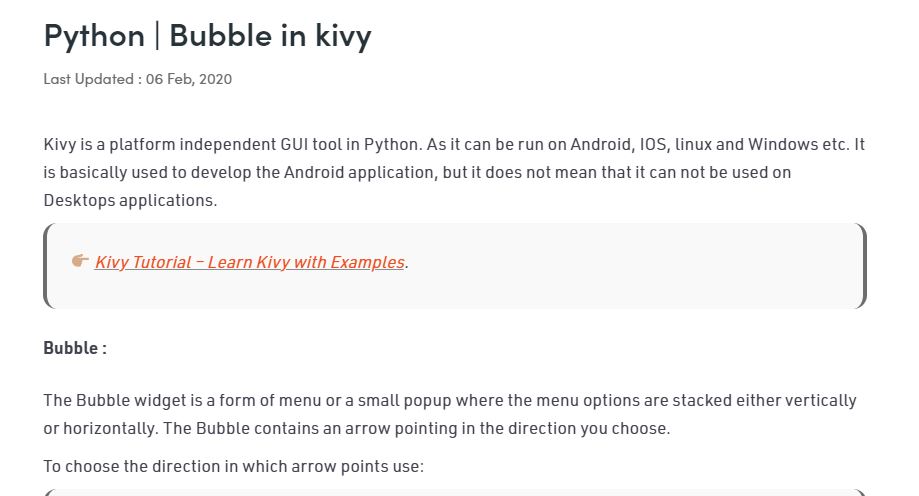 Python | Bubble in kivy
Last Updated : 06 Feb, 2020
Kivy is a platform independent GUI tool in Python. As it can be run on Android, IOS, linux and Windows etc. It
is basically used to develop the Android application, but it does not mean that it can not be used on
Desktops applications.
Kivy Tutorial – Learn Kivy with Examples.
Bubble :
The Bubble widget is a form of menu or a small popup where the menu options are stacked either vertically
or horizontally. The Bubble contains an arrow pointing in the direction you choose.
To choose the direction in which arrow points use: